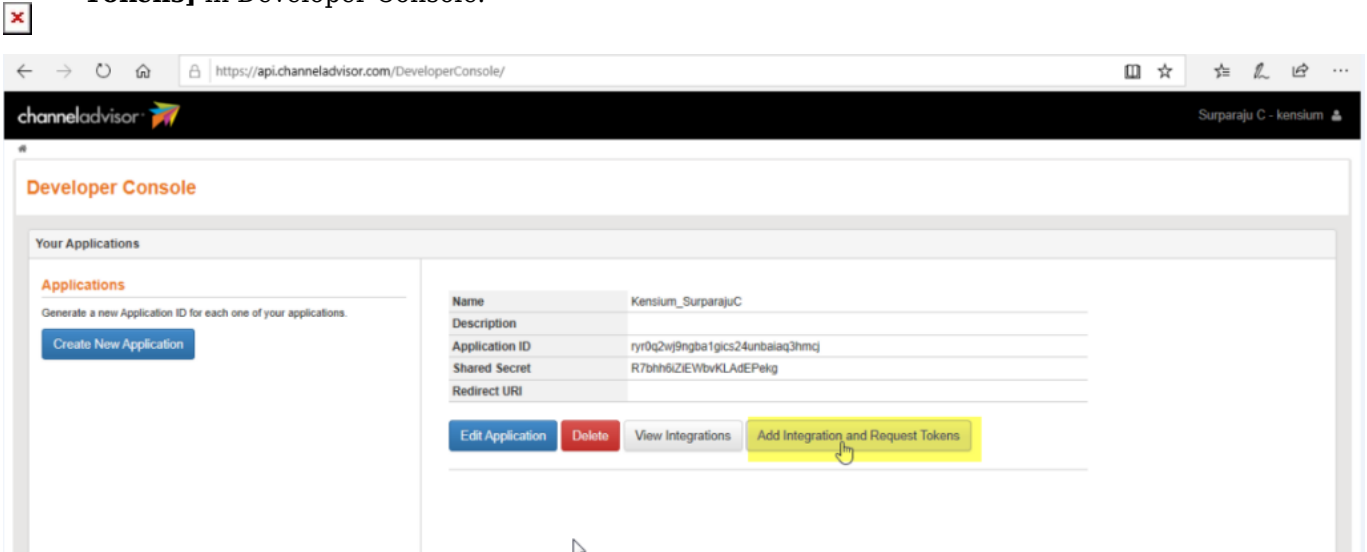 Tokens] in Developer Console.
https://api.channeladvisor.com/DeveloperConsole/
channeladvisor
Surparaju C - kensium
Developer Console
Your Applications
Applications
Generate a new Application ID for each one of your applications.
Create New Application
Name Kensium_SurparajuC
Description
Application ID ryr0q2wj9ngba1gics24unbaiaq3hmcj
Shared Secret R7bhh6iZiEWbvKLAdEPekg
Redirect URI
Edit Application Delete View Integrations Add Integration and Request Tokens